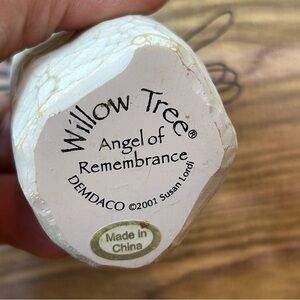 Willow Tree®
Angel of
Remembrance
DEMDACO ©2001 Susan Lordi
Made in
China